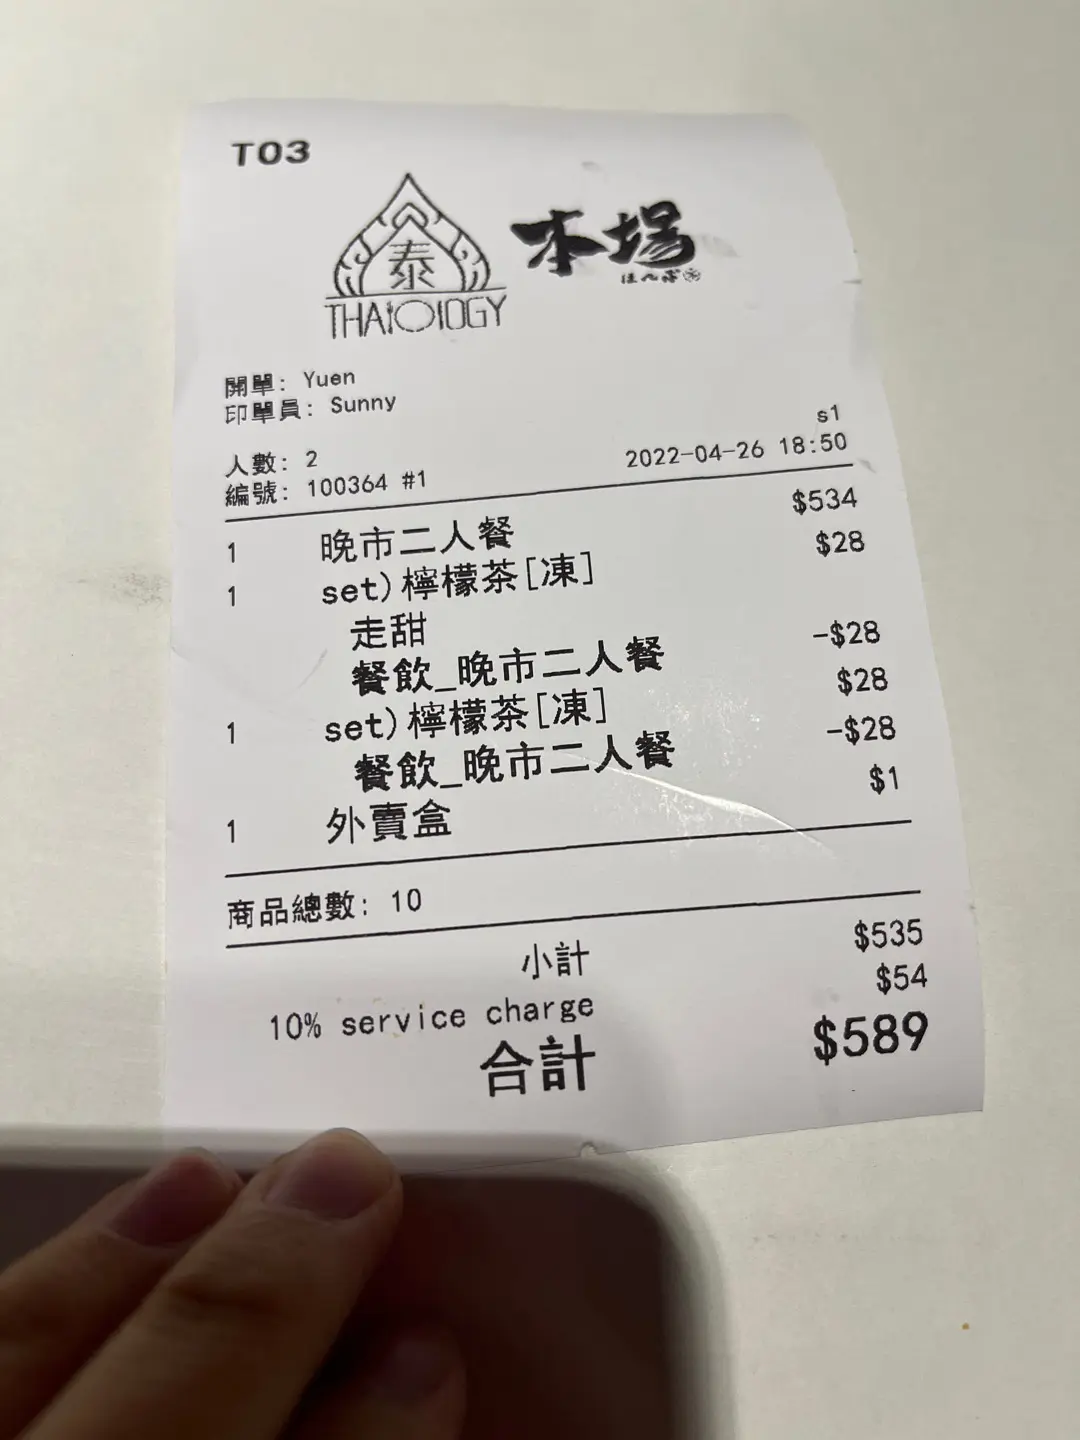 T03
泰
THAIOLOGY
本場
ほんば
開單: Yuen
印單員: Sunny
s1
人數: 2
2022-04-26 18:50
編號: 100364 #1
1 晚市二人餐 $534
1 set)檸檬茶[凍] $28
走甜
餐飲_晚市二人餐 -$28
1 set)檸檬茶[凍] $28
餐飲_晚市二人餐 -$28
1 外賣盒 $1
商品總數: 10
小計 $535
10% service charge $54
合計 $589